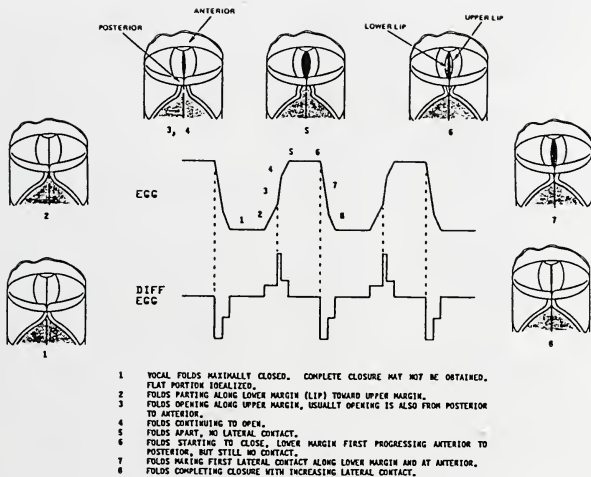 ANTERIOR
POSTERIOR
LOWER LIP
UPPER LIP
3, 4
5
6
2
7
1
6
EGG
1
2
3
4
5
6
7
8
DIFF
EGG
1 VOCAL FOLDS MAXIMALLY CLOSED. COMPLETE CLOSURE MAY NOT BE OBTAINED.
FLAT PORTION IDEALIZED.
2 FOLDS PARTING ALONG LOWER MARGIN (LIP) TOWARD UPPER MARGIN.
3 FOLDS OPENING ALONG UPPER MARGIN, USUALLY OPENING IS ALSO FROM POSTERIOR
TO ANTERIOR.
4 FOLDS CONTINUING TO OPEN.
5 FOLDS APART, NO LATERAL CONTACT.
6 FOLDS STARTING TO CLOSE, LOWER MARGIN FIRST PROGRESSING ANTERIOR TO
POSTERIOR, BUT STILL NO CONTACT.
7 FOLDS MAKING FIRST LATERAL CONTACT ALONG LOWER MARGIN AND AT ANTERIOR.
8 FOLDS COMPLETING CLOSURE WITH INCREASING LATERAL CONTACT.